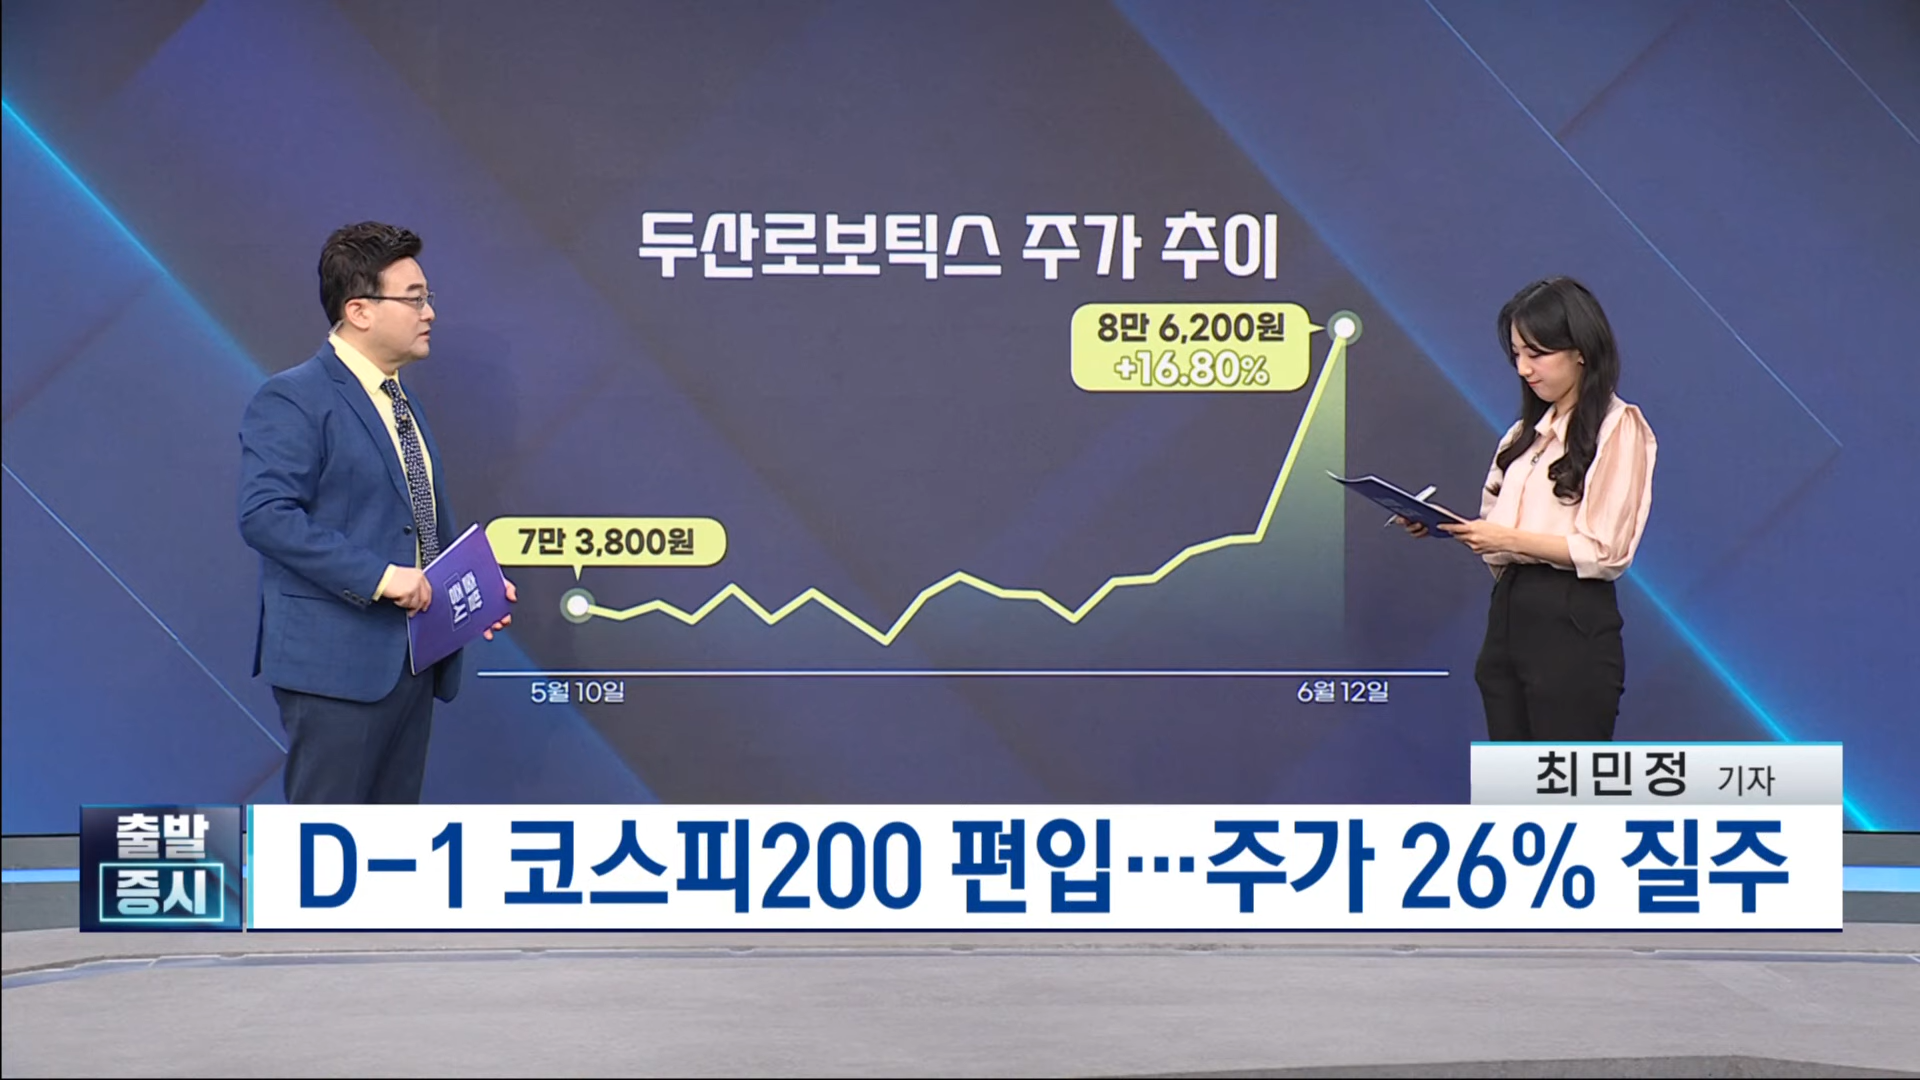 두산로보틱스 주가 추이
8만 6,200원
+16.80%
7만 3,800원
5월 10일
6월 12일
최민정 기자
출발
증시
D-1 코스피200 편입…주가 26% 질주